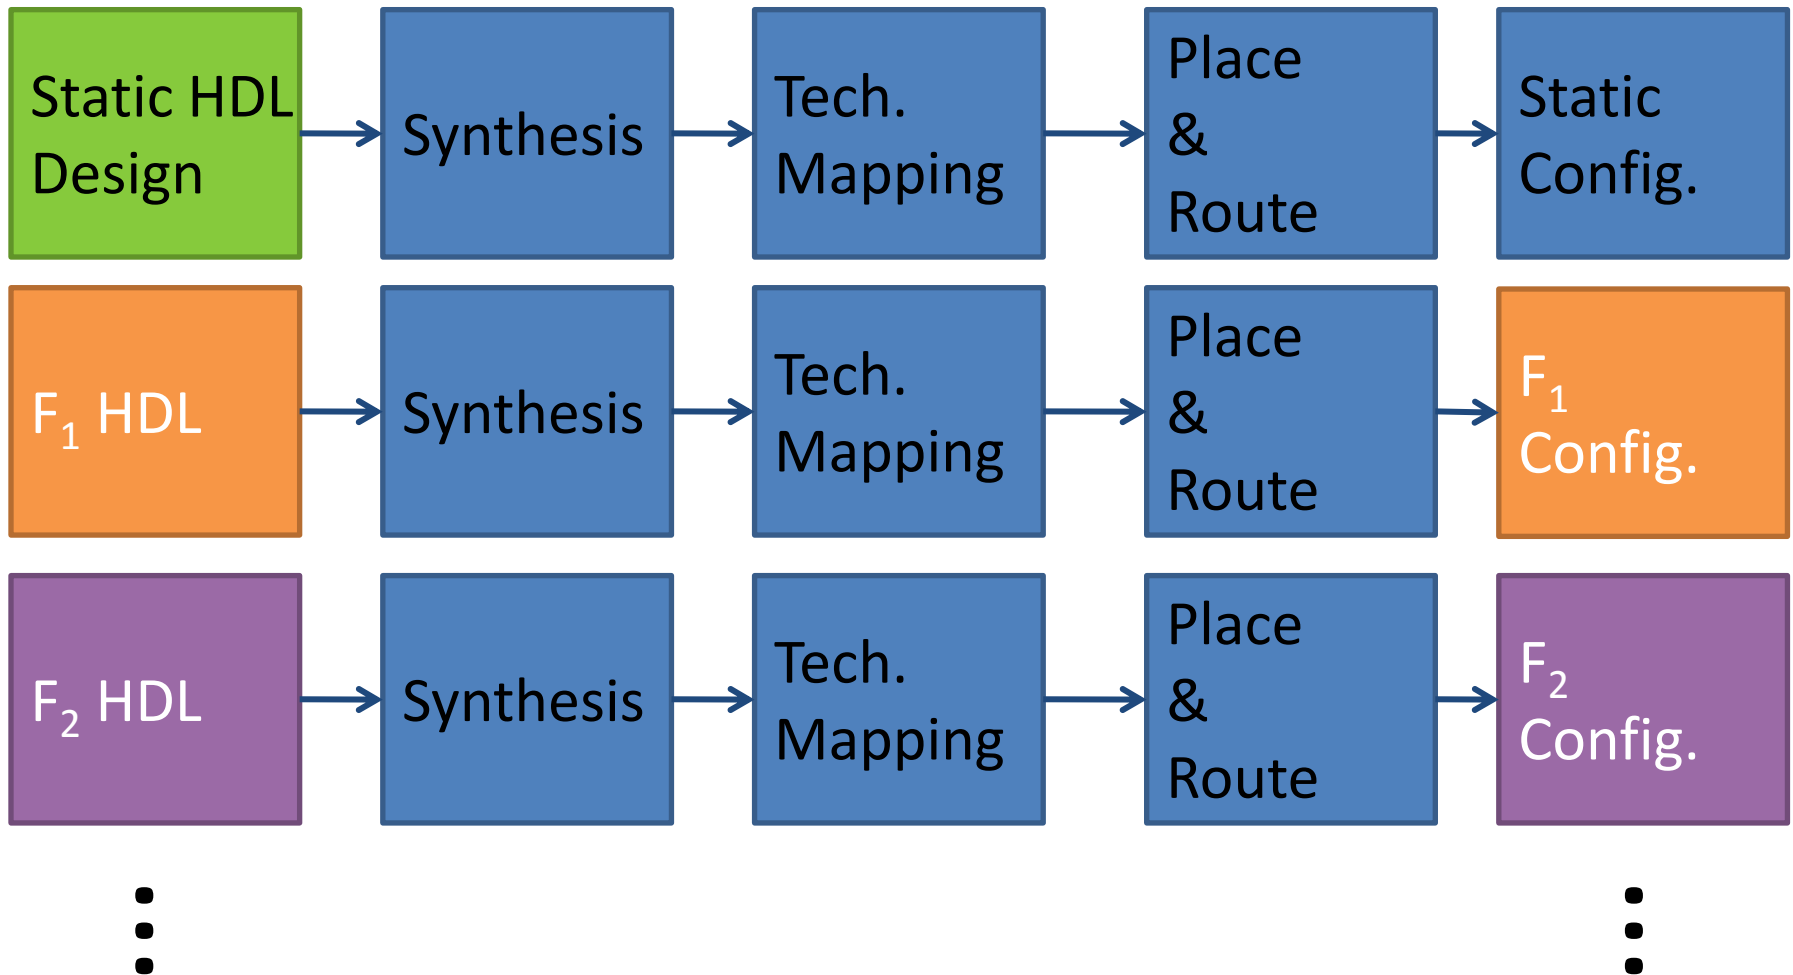 Static HDL
Design
Synthesis
Tech.
Mapping
Place
&
Route
Static
Config.
F1 HDL
Synthesis
Tech.
Mapping
Place
&
Route
F1
Config.
F2 HDL
Synthesis
Tech.
Mapping
Place
&
Route
F2
Config.